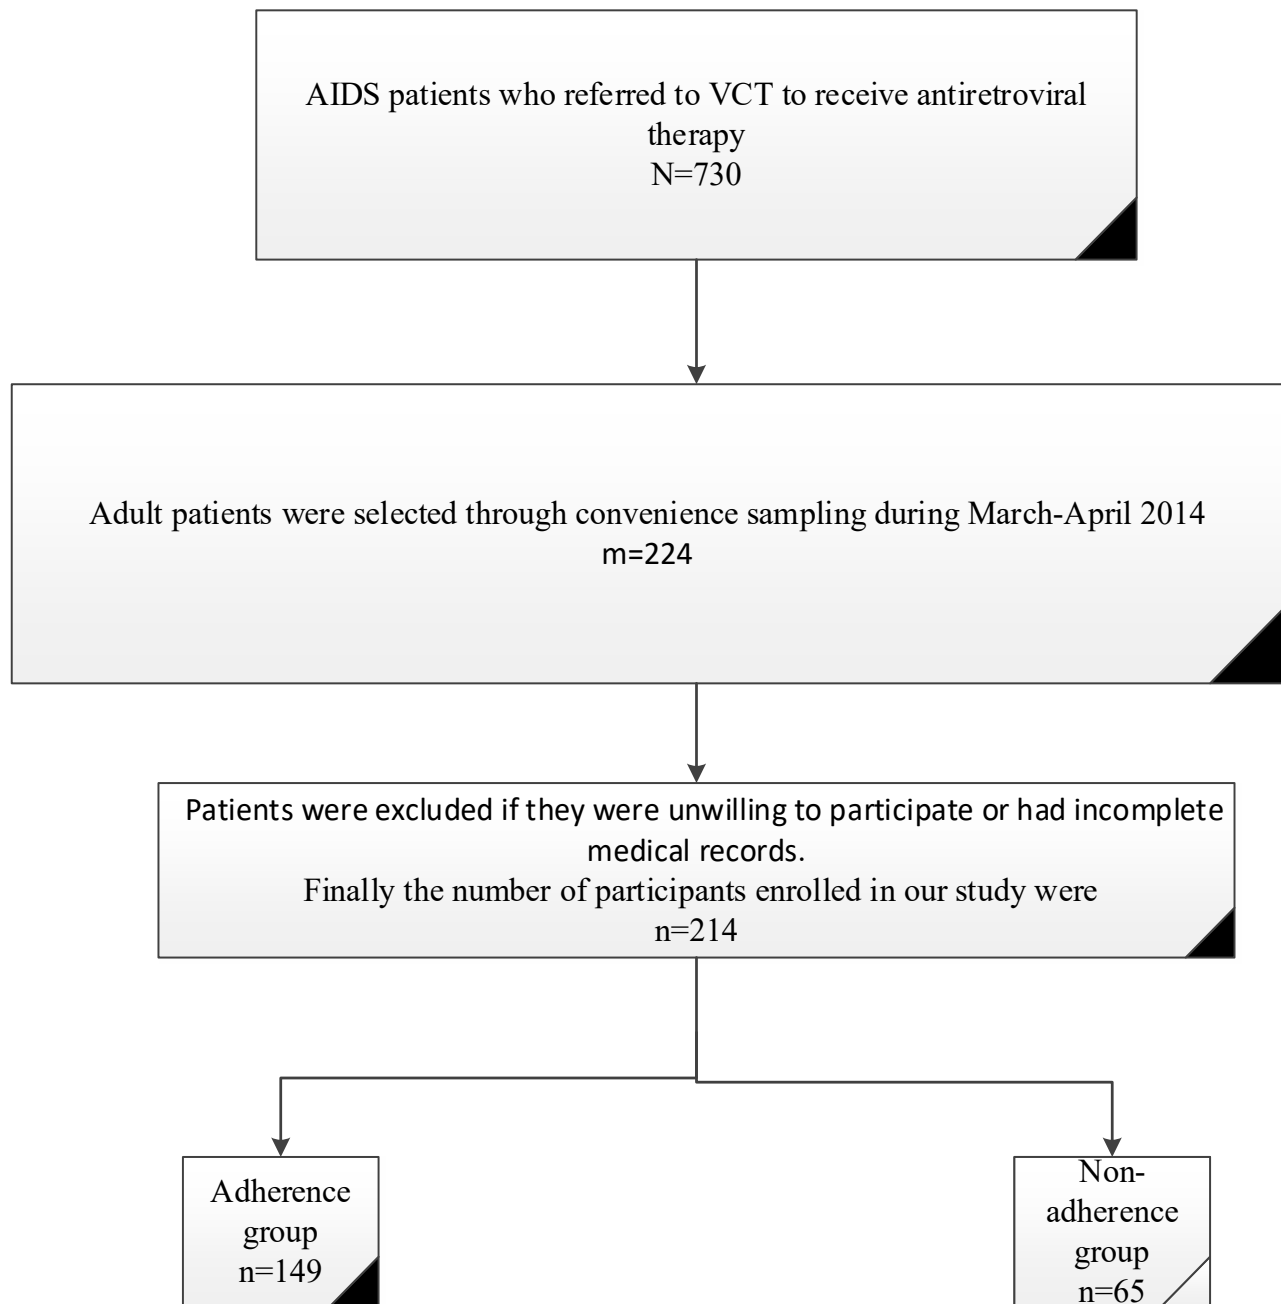 AIDS patients who referred to VCT to receive antiretroviral
therapy
N=730
Adult patients were selected through convenience sampling during March-April 2014
m=224
Patients were excluded if they were unwilling to participate or had incomplete
medical records.
Finally the number of participants enrolled in our study were
n=214
Adherence
group
n=149
Non-
adherence
group
n=65